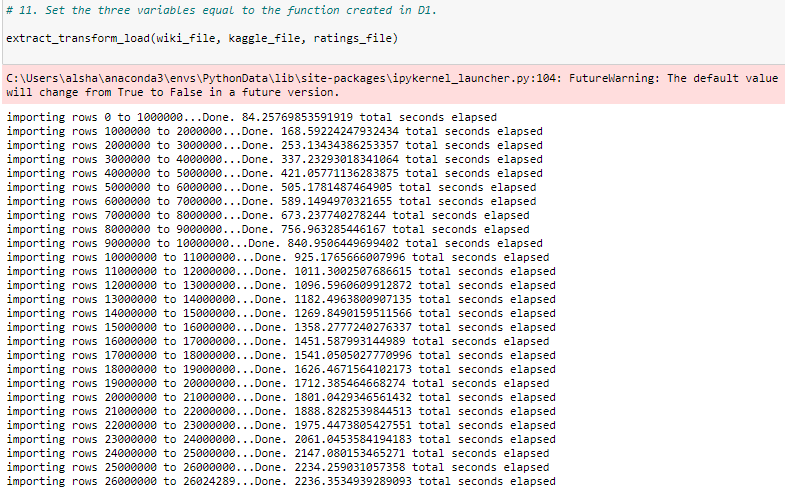 # 11. Set the three variables equal to the function created in D1.
extract_transform_load(wiki_file, kaggle_file, ratings_file)
C:\Users\alsha\anaconda3\envs\PythonData\lib\site-packages\ipykernel_launcher.py:104: FutureWarning: The default value
will change from True to False in a future version.
importing rows 0 to 1000000...Done. 84.25769853591919 total seconds elapsed
importing rows 1000000 to 2000000...Done. 168.59224247932434 total seconds elapsed
importing rows 2000000 to 3000000...Done. 253.13434386253357 total seconds elapsed
importing rows 3000000 to 4000000...Done. 337.23293018341064 total seconds elapsed
importing rows 4000000 to 5000000...Done. 421.05771136283875 total seconds elapsed
importing rows 5000000 to 6000000...Done. 505.1781487464905 total seconds elapsed
importing rows 6000000 to 7000000...Done. 589.1494970321655 total seconds elapsed
importing rows 7000000 to 8000000...Done. 673.237740278244 total seconds elapsed
importing rows 8000000 to 9000000...Done. 756.963285446167 total seconds elapsed
importing rows 9000000 to 10000000...Done. 840.9506449699402 total seconds elapsed
importing rows 10000000 to 11000000...Done. 925.1765666007996 total seconds elapsed
importing rows 11000000 to 12000000...Done. 1011.3002507686615 total seconds elapsed
importing rows 12000000 to 13000000...Done. 1096.5960609912872 total seconds elapsed
importing rows 13000000 to 14000000...Done. 1182.4963800907135 total seconds elapsed
importing rows 14000000 to 15000000...Done. 1269.8490159511566 total seconds elapsed
importing rows 15000000 to 16000000...Done. 1358.2777240276337 total seconds elapsed
importing rows 16000000 to 17000000...Done. 1451.587993144989 total seconds elapsed
importing rows 17000000 to 18000000...Done. 1541.0505027770996 total seconds elapsed
importing rows 18000000 to 19000000...Done. 1626.4671564102173 total seconds elapsed
importing rows 19000000 to 20000000...Done. 1712.385464668274 total seconds elapsed
importing rows 20000000 to 21000000...Done. 1801.0429346561432 total seconds elapsed
importing rows 21000000 to 22000000...Done. 1888.8282539844513 total seconds elapsed
importing rows 22000000 to 23000000...Done. 1975.4473805427551 total seconds elapsed
importing rows 23000000 to 24000000...Done. 2061.0453584194183 total seconds elapsed
importing rows 24000000 to 25000000...Done. 2147.080153465271 total seconds elapsed
importing rows 25000000 to 26000000...Done. 2234.259031057358 total seconds elapsed
importing rows 26000000 to 26024289...Done. 2236.3534939289093 total seconds elapsed